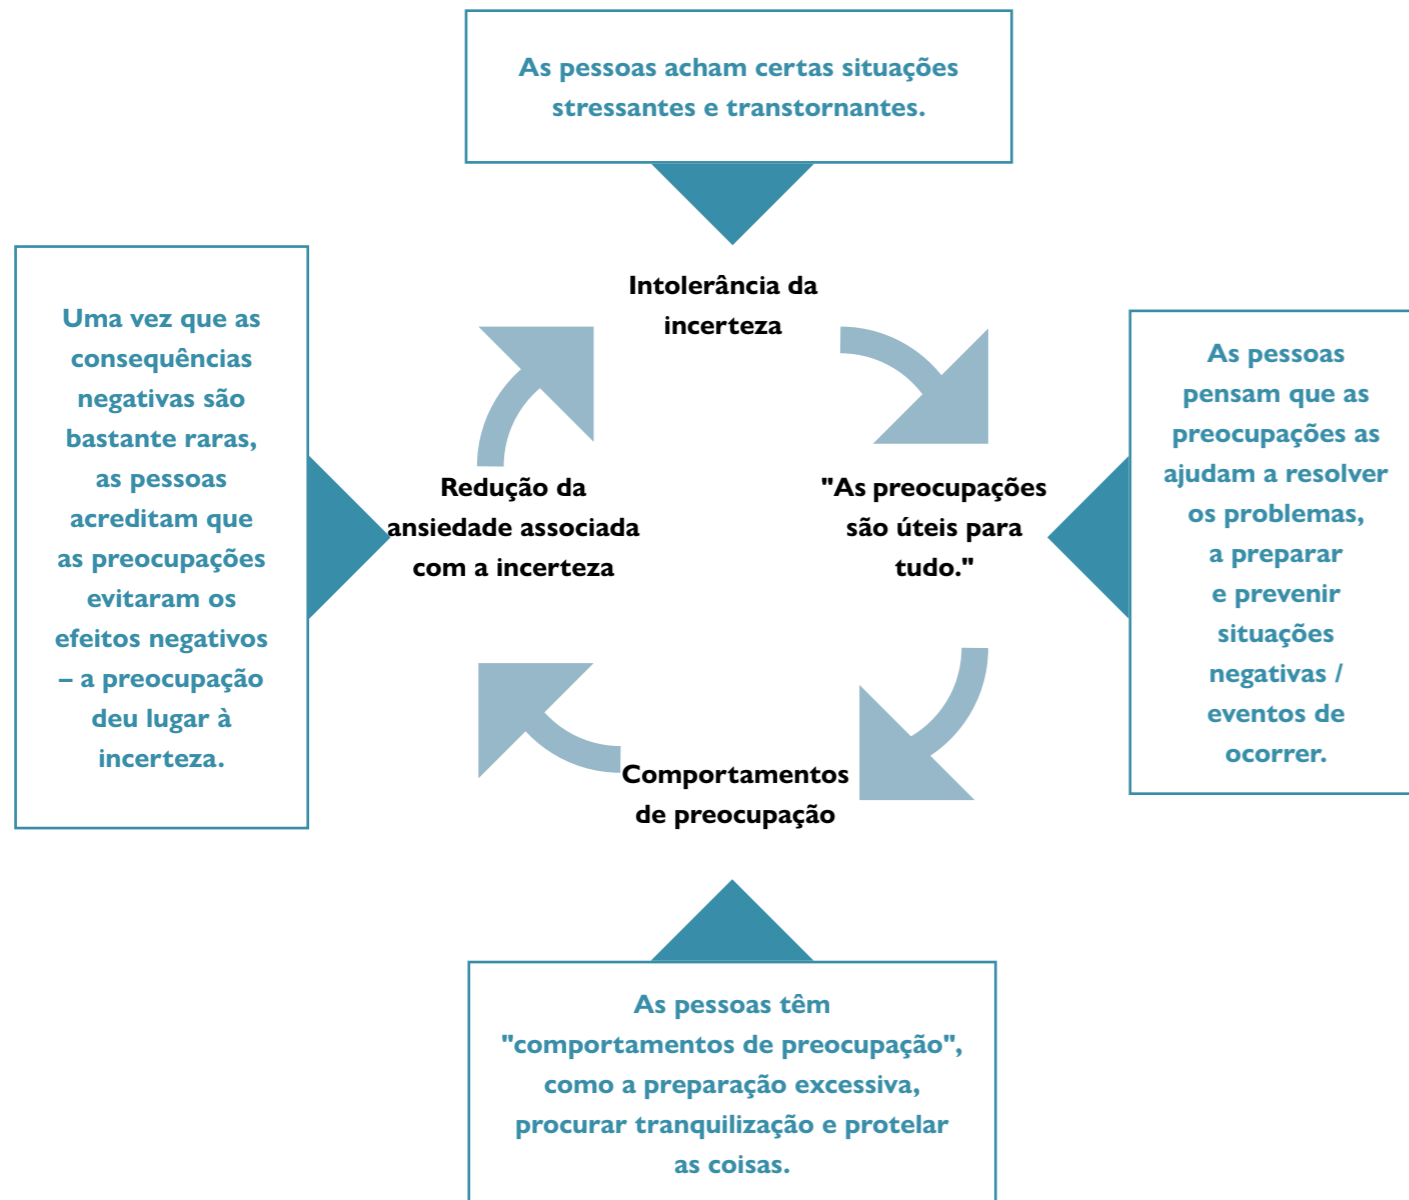 As pessoas acham certas situações
stressantes e transtornantes.
Intolerância da
incerteza
Uma vez que as
consequências
negativas são
bastante raras,
as pessoas
acreditam que
as preocupações
evitaram os
efeitos negativos
– a preocupação
deu lugar à
incerteza.
Redução da
ansiedade associada
com a incerteza
"As preocupações
são úteis para
tudo."
As pessoas
pensam que as
preocupações as
ajudam a resolver
os problemas,
a preparar
e prevenir
situações
negativas /
eventos de
ocorrer.
Comportamentos
de preocupação
As pessoas têm
"comportamentos de preocupação",
como a preparação excessiva,
procurar tranquilização e protelar
as coisas.